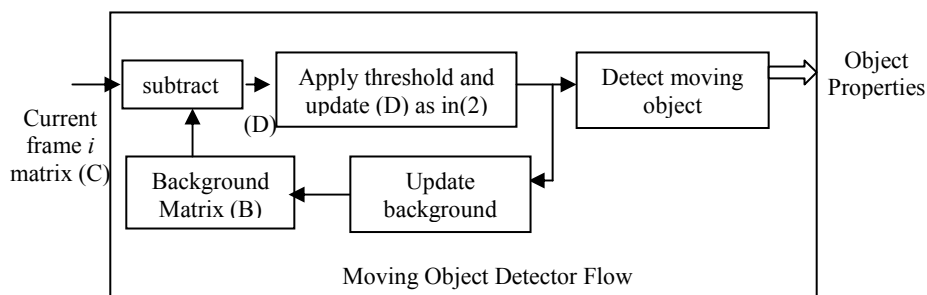 Current
frame i
matrix (C)
subtract
(D)
Apply threshold and
update (D) as in(2)
Detect moving
object
Object
Properties
Background
Matrix (B)
Update
background
Moving Object Detector Flow